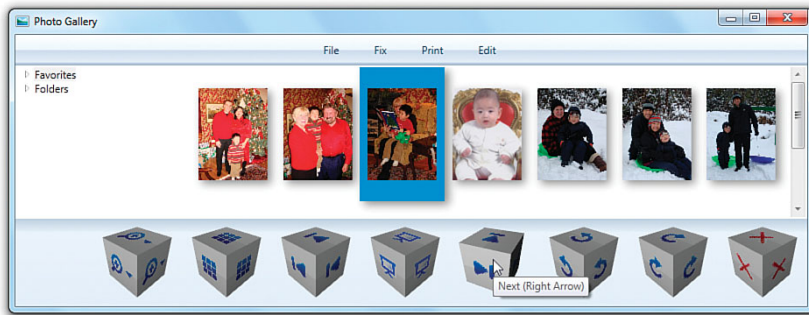 Photo Gallery
File Fix Print Edit
Favorites
Folders
Next (Right Arrow)